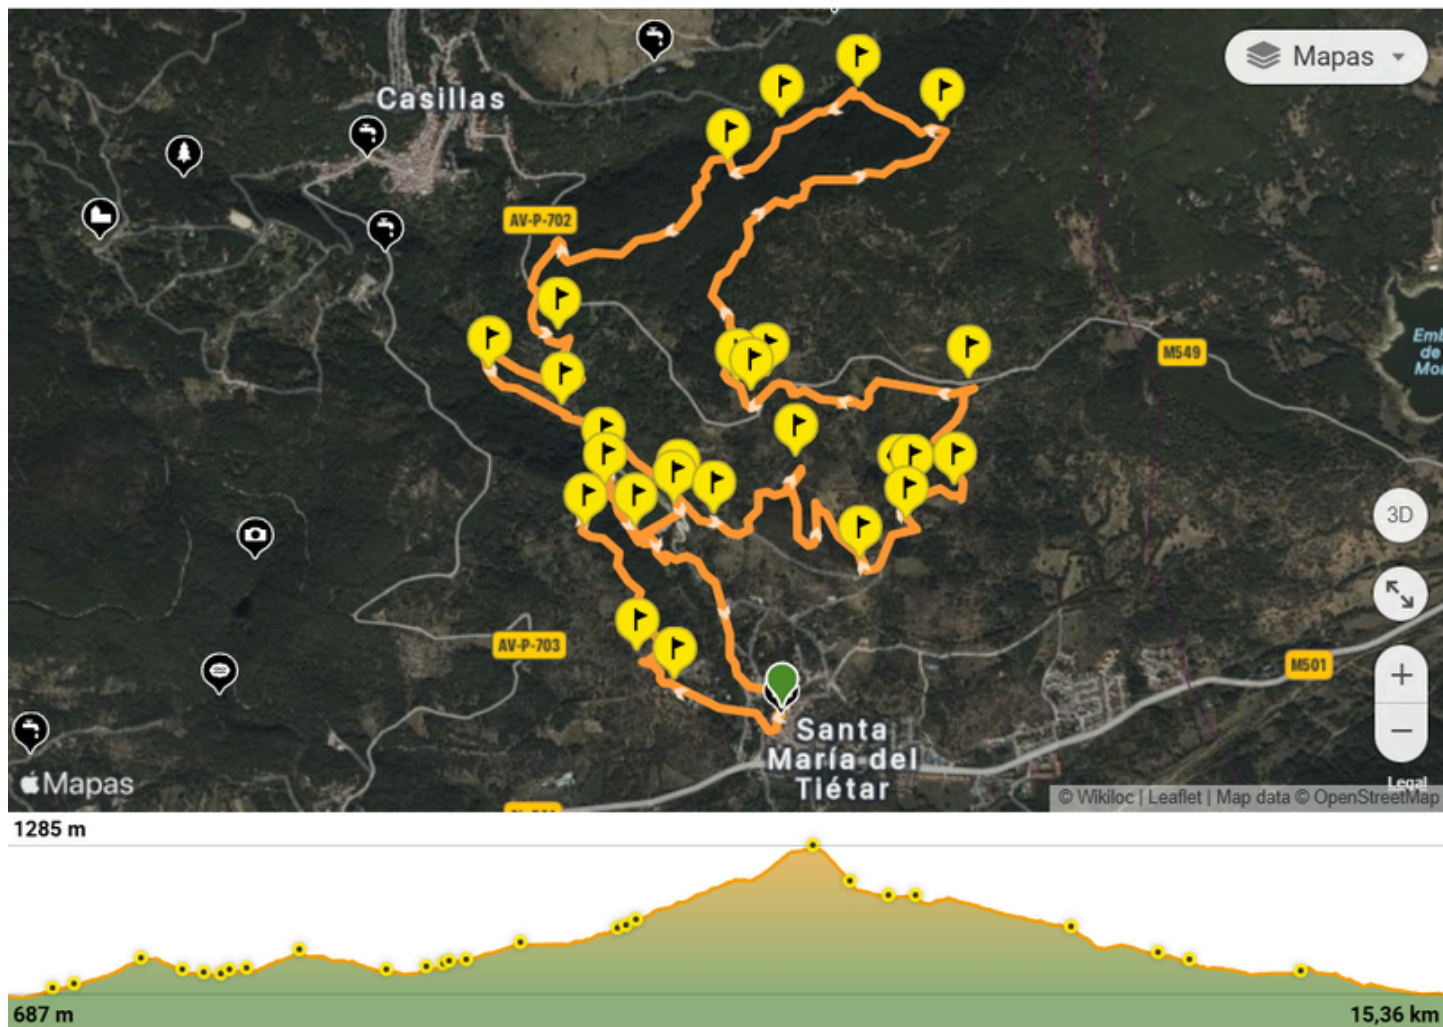 Mapas
Casillas
AV-P-702
M549
3D
AV-P-703
M501
+
−
Santa
María del
Tiétar
Mapas
Legal
© Wikiloc | Leaflet | Map data © OpenStreetMap
1285 m
687 m
15,36 km